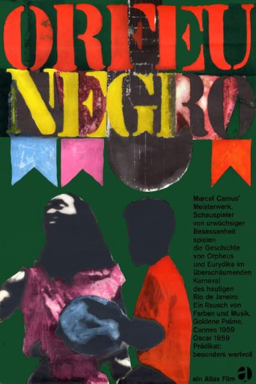 ORFEU
NEGRO
Marcel Camus'
Meisterwerk.
Schauspieler
von urwüchsiger
Besessenheit
spielen
die Geschichte
von Orpheus
und Eurydike im
überschäumenden
Karneval
des heutigen
Rio de Janeiro.
Ein Rausch von
Farben und Musik.
Goldene Palme,
Cannes 1959
Oscar 1959
Prädikat:
besonders wertvoll
ein Atlas Film
a